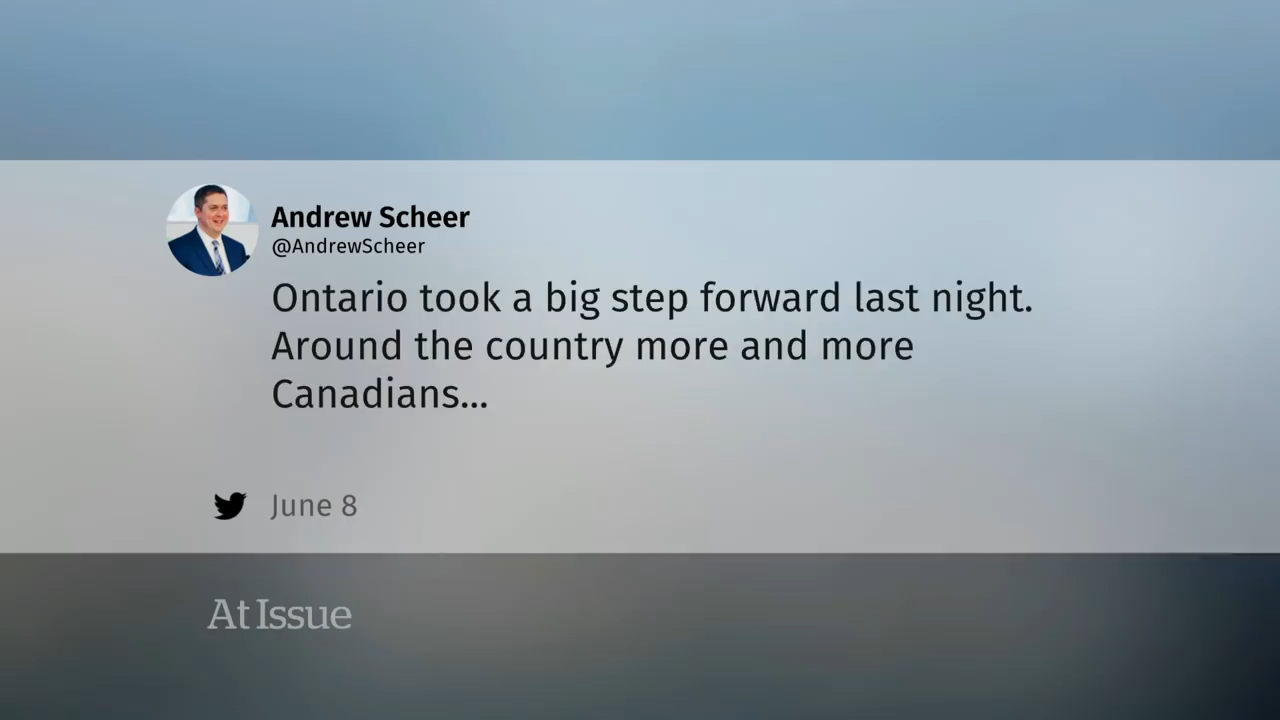 Andrew Scheer
@AndrewScheer
Ontario took a big step forward last night.
Around the country more and more
Canadians...
June 8
At Issue